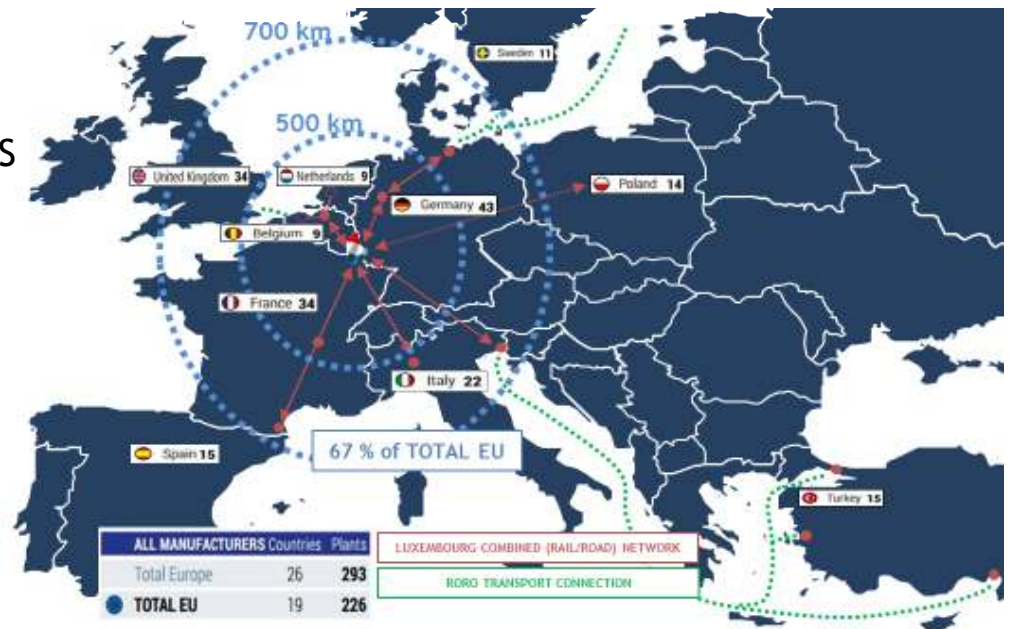 700 km
Sweden 11
500 km
S
United Kingdom 34
Netherlands 9
Poland 14
Germany 43
Belgium 9
France 34
Italy 22
67 % of TOTAL EU
Spain 15
Turkey 15
ALL MANUFACTURERS Countries Plants
Total Europe 26 293
TOTAL EU 19 226
LUXEMBOURG COMBINED (RAIL/ROAD) NETWORK
RORO TRANSPORT CONNECTION